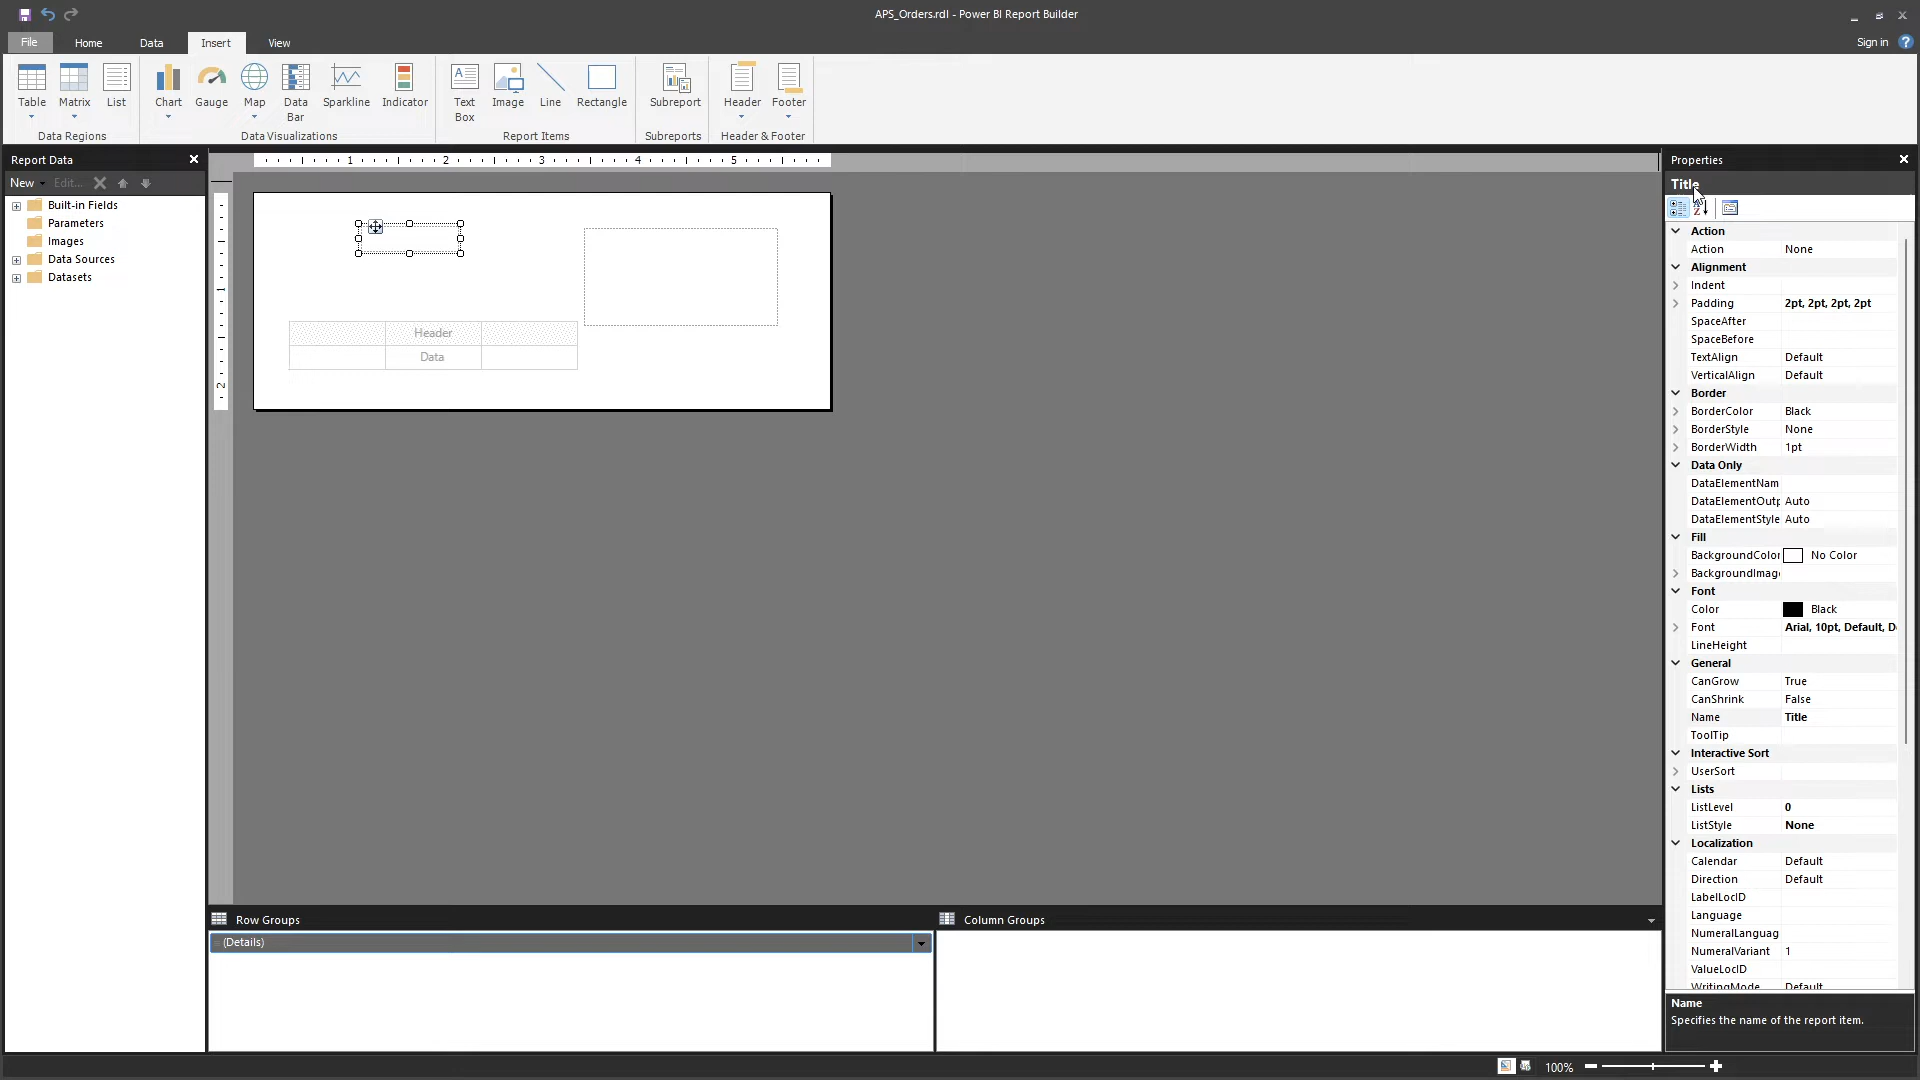 APS_Orders.rdl - Power BI Report Builder
File Home Data Insert View
Sign in ?
Table Matrix List Chart Gauge Map Data Bar Sparkline Indicator Text Box Image Line Rectangle Subreport Header Footer
Data Regions Data Visualizations Report Items Subreports Header & Footer
Report Data
New Edit...
Built-in Fields
Parameters
Images
Data Sources
Datasets
1 2 3 4 5
1
2
Header
Data
Row Groups
(Details)
Column Groups
Properties
Title
Action
Action None
Alignment
Indent
Padding 2pt, 2pt, 2pt, 2pt
SpaceAfter
SpaceBefore
TextAlign Default
VerticalAlign Default
Border
BorderColor Black
BorderStyle None
BorderWidth 1pt
Data Only
DataElementNam
DataElementOutp Auto
DataElementStyle Auto
Fill
BackgroundColor No Color
BackgroundImag
Font
Color Black
Font Arial, 10pt, Default, D
LineHeight
General
CanGrow True
CanShrink False
Name Title
ToolTip
Interactive Sort
UserSort
Lists
ListLevel 0
ListStyle None
Localization
Calendar Default
Direction Default
LabelLocID
Language
NumeralLanguag
NumeralVariant 1
ValueLocID
WritingMode Default
Name
Specifies the name of the report item.
100%